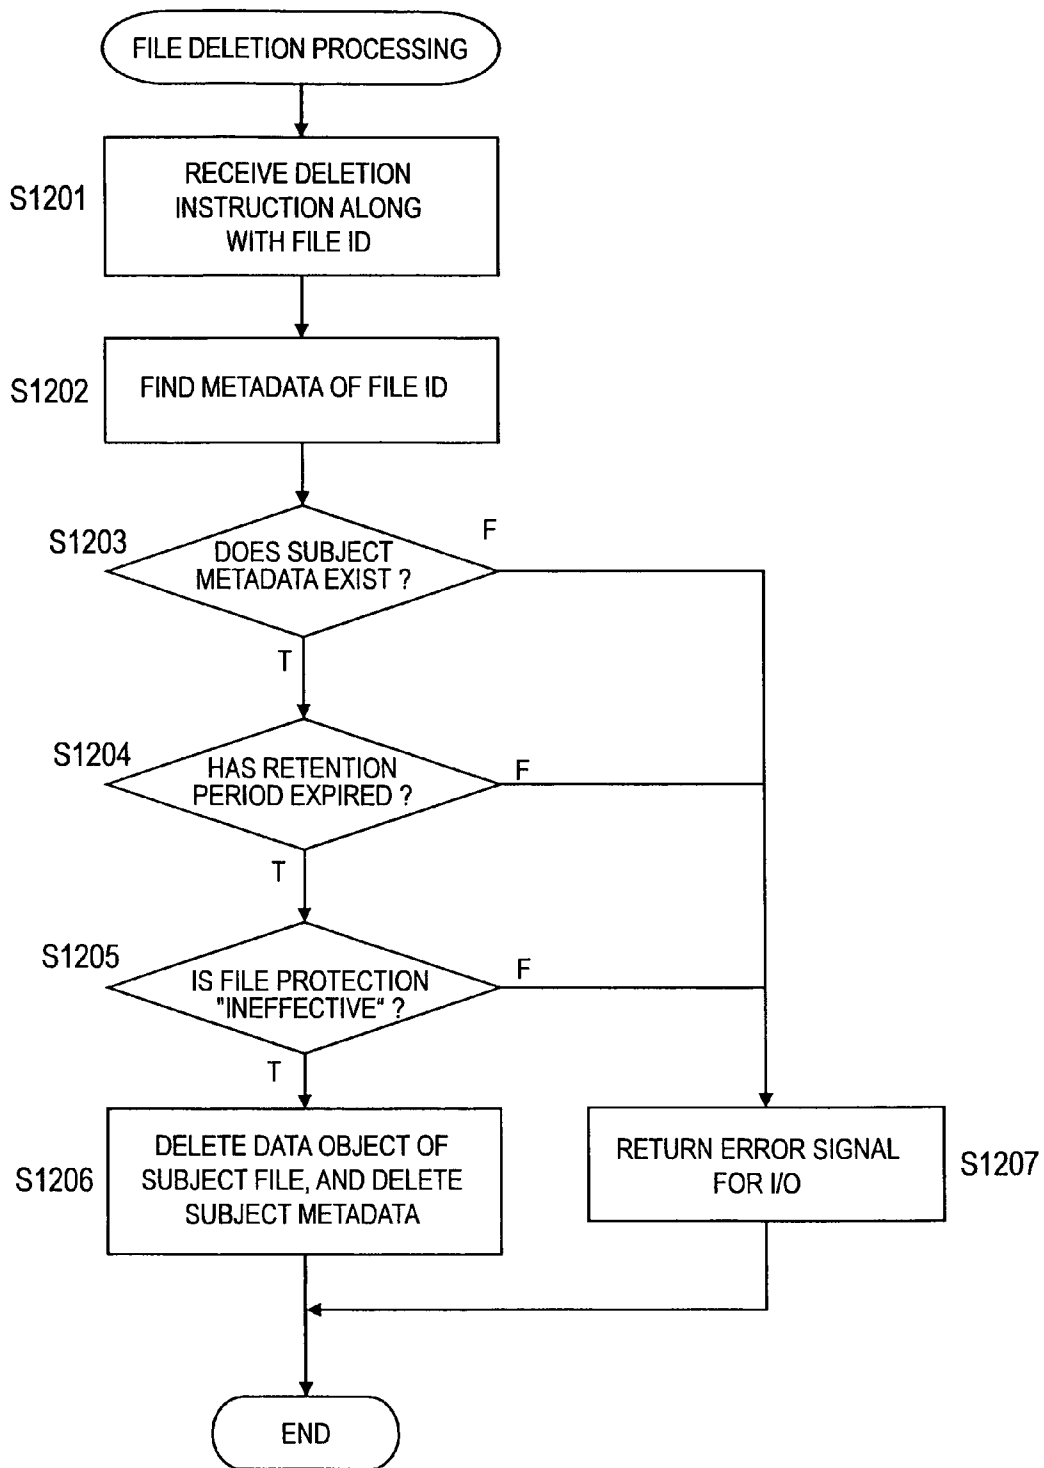 FILE DELETION PROCESSING
S1201
RECEIVE DELETION
INSTRUCTION ALONG
WITH FILE ID
S1202
FIND METADATA OF FILE ID
S1203
DOES SUBJECT
METADATA EXIST ?
F
T
S1204
HAS RETENTION
PERIOD EXPIRED ?
F
T
S1205
IS FILE PROTECTION
"INEFFECTIVE" ?
F
T
S1206
DELETE DATA OBJECT OF
SUBJECT FILE, AND DELETE
SUBJECT METADATA
RETURN ERROR SIGNAL
FOR I/O
S1207
END